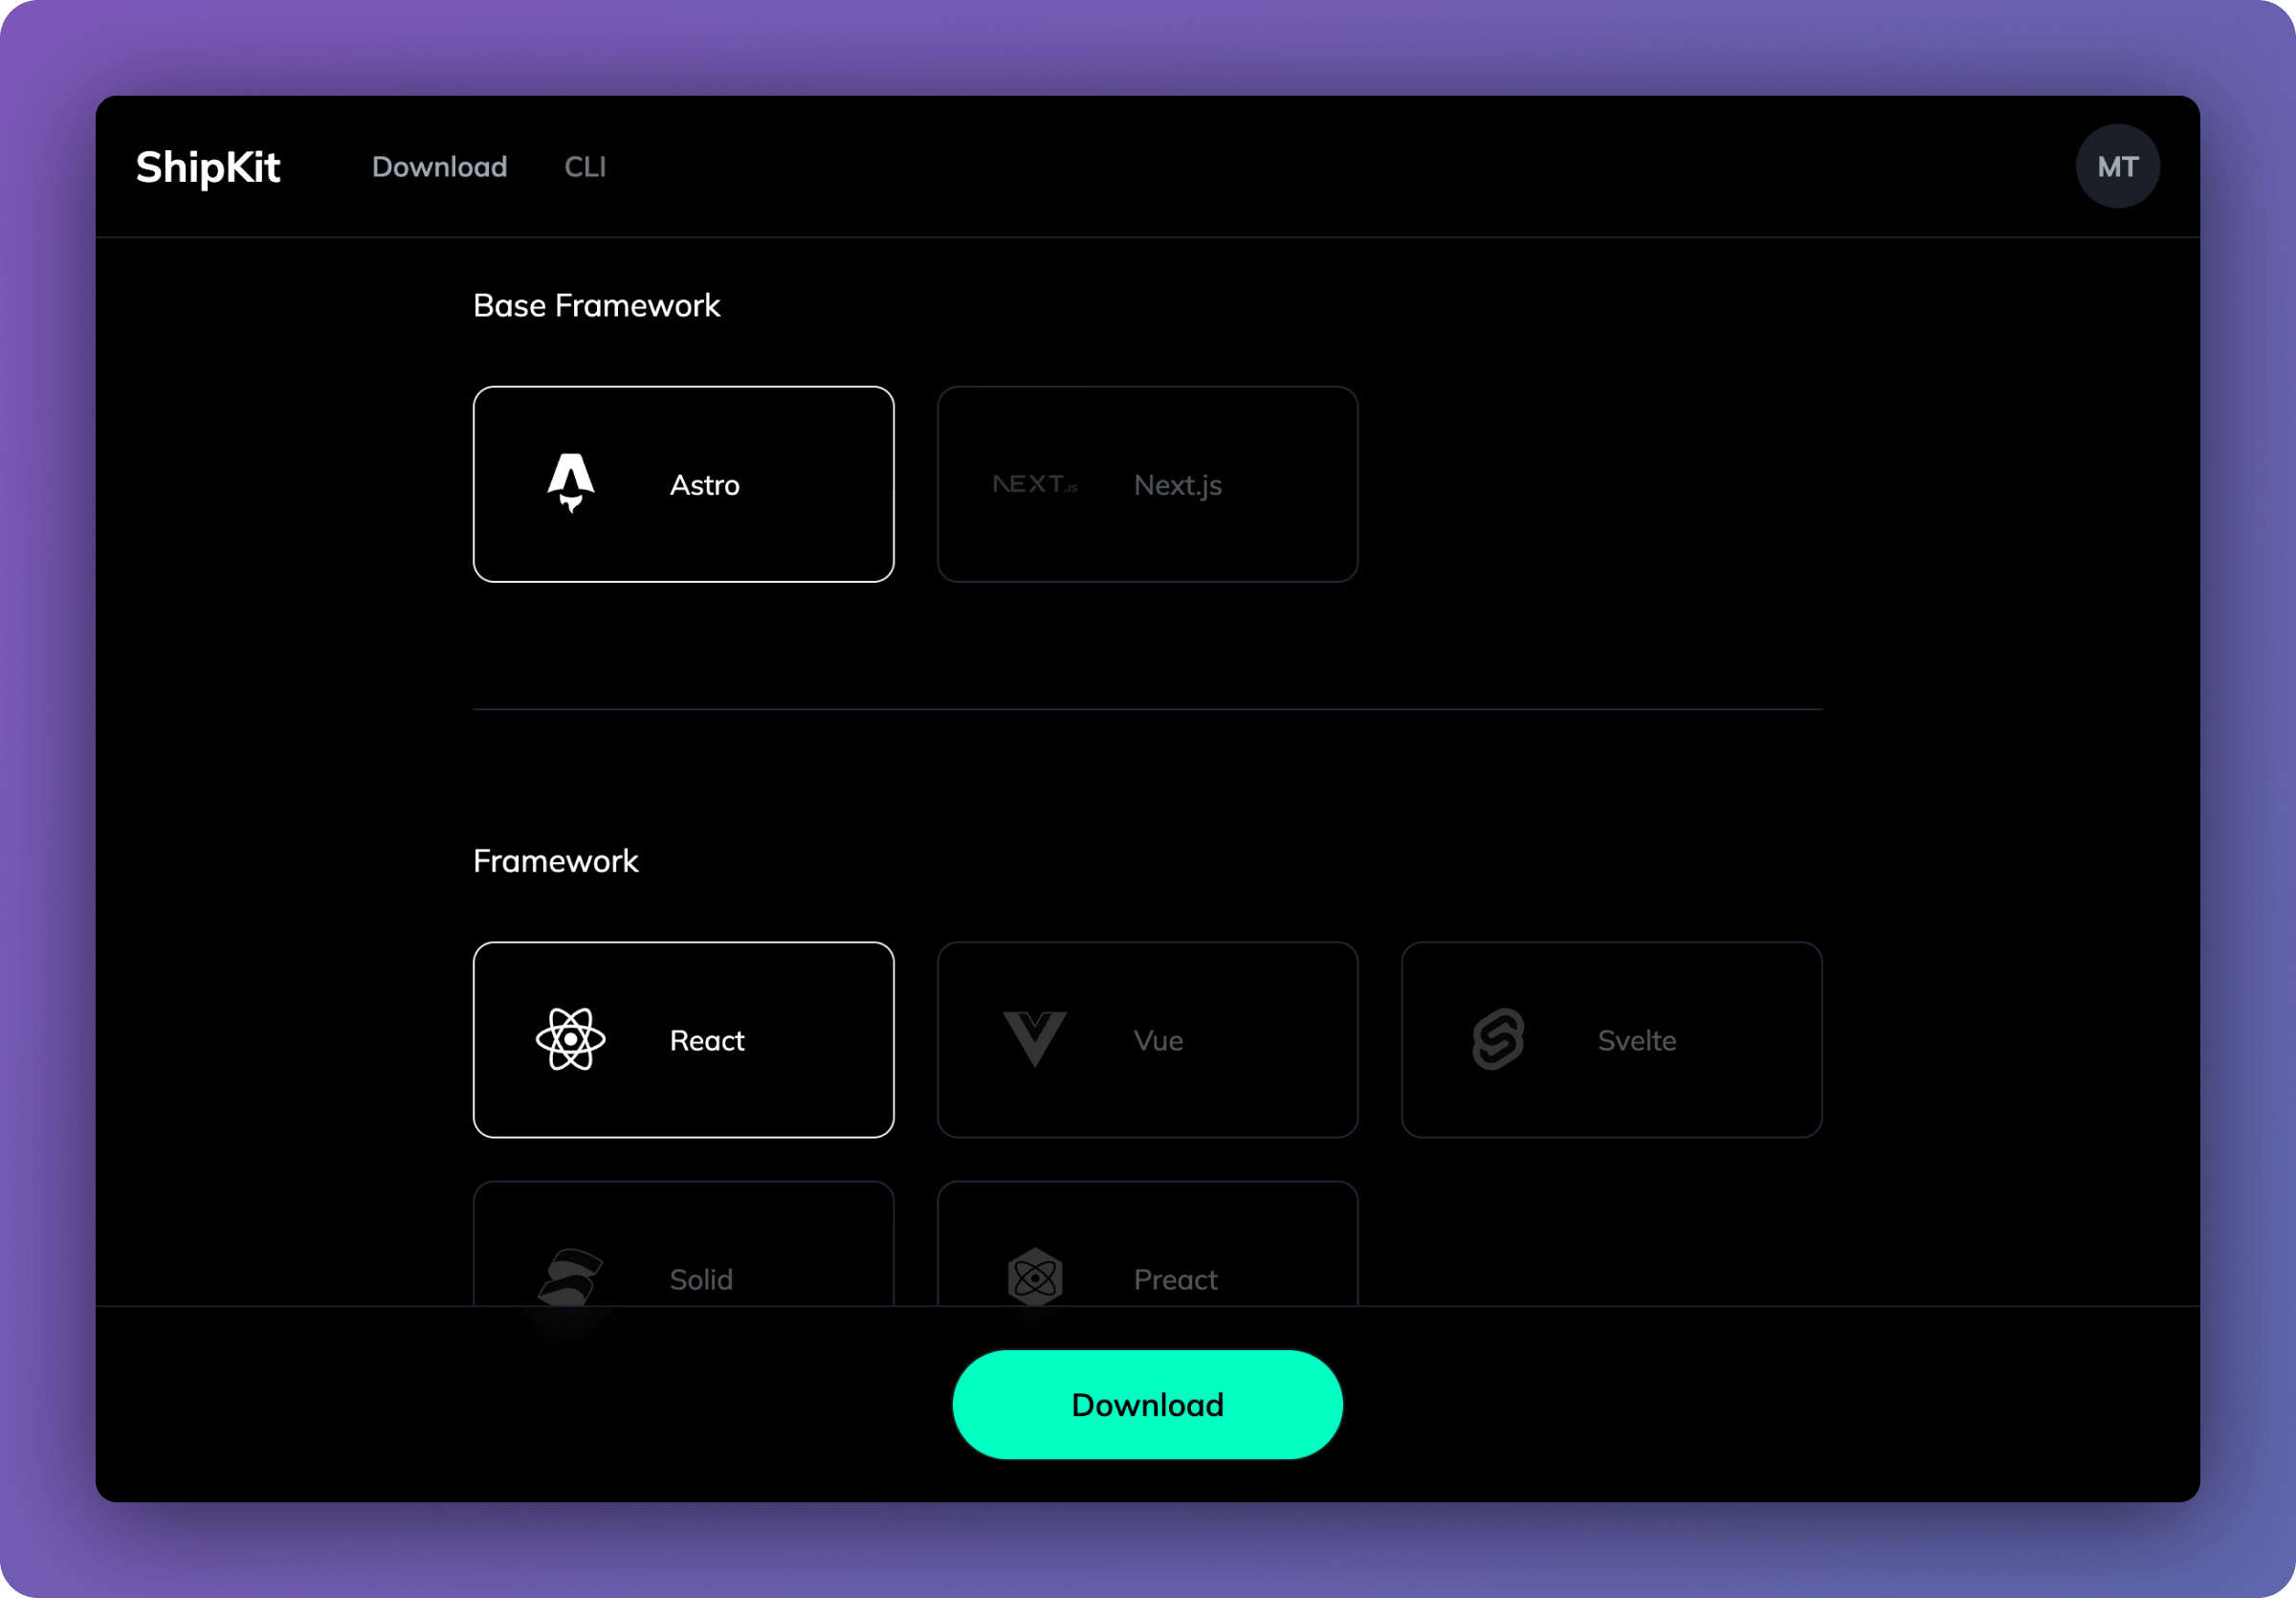 ShipKit Download CLI MT
Base Framework
Astro NEXT.JS Next.js
Framework
React Vue Svelte
Solid Preact
Download